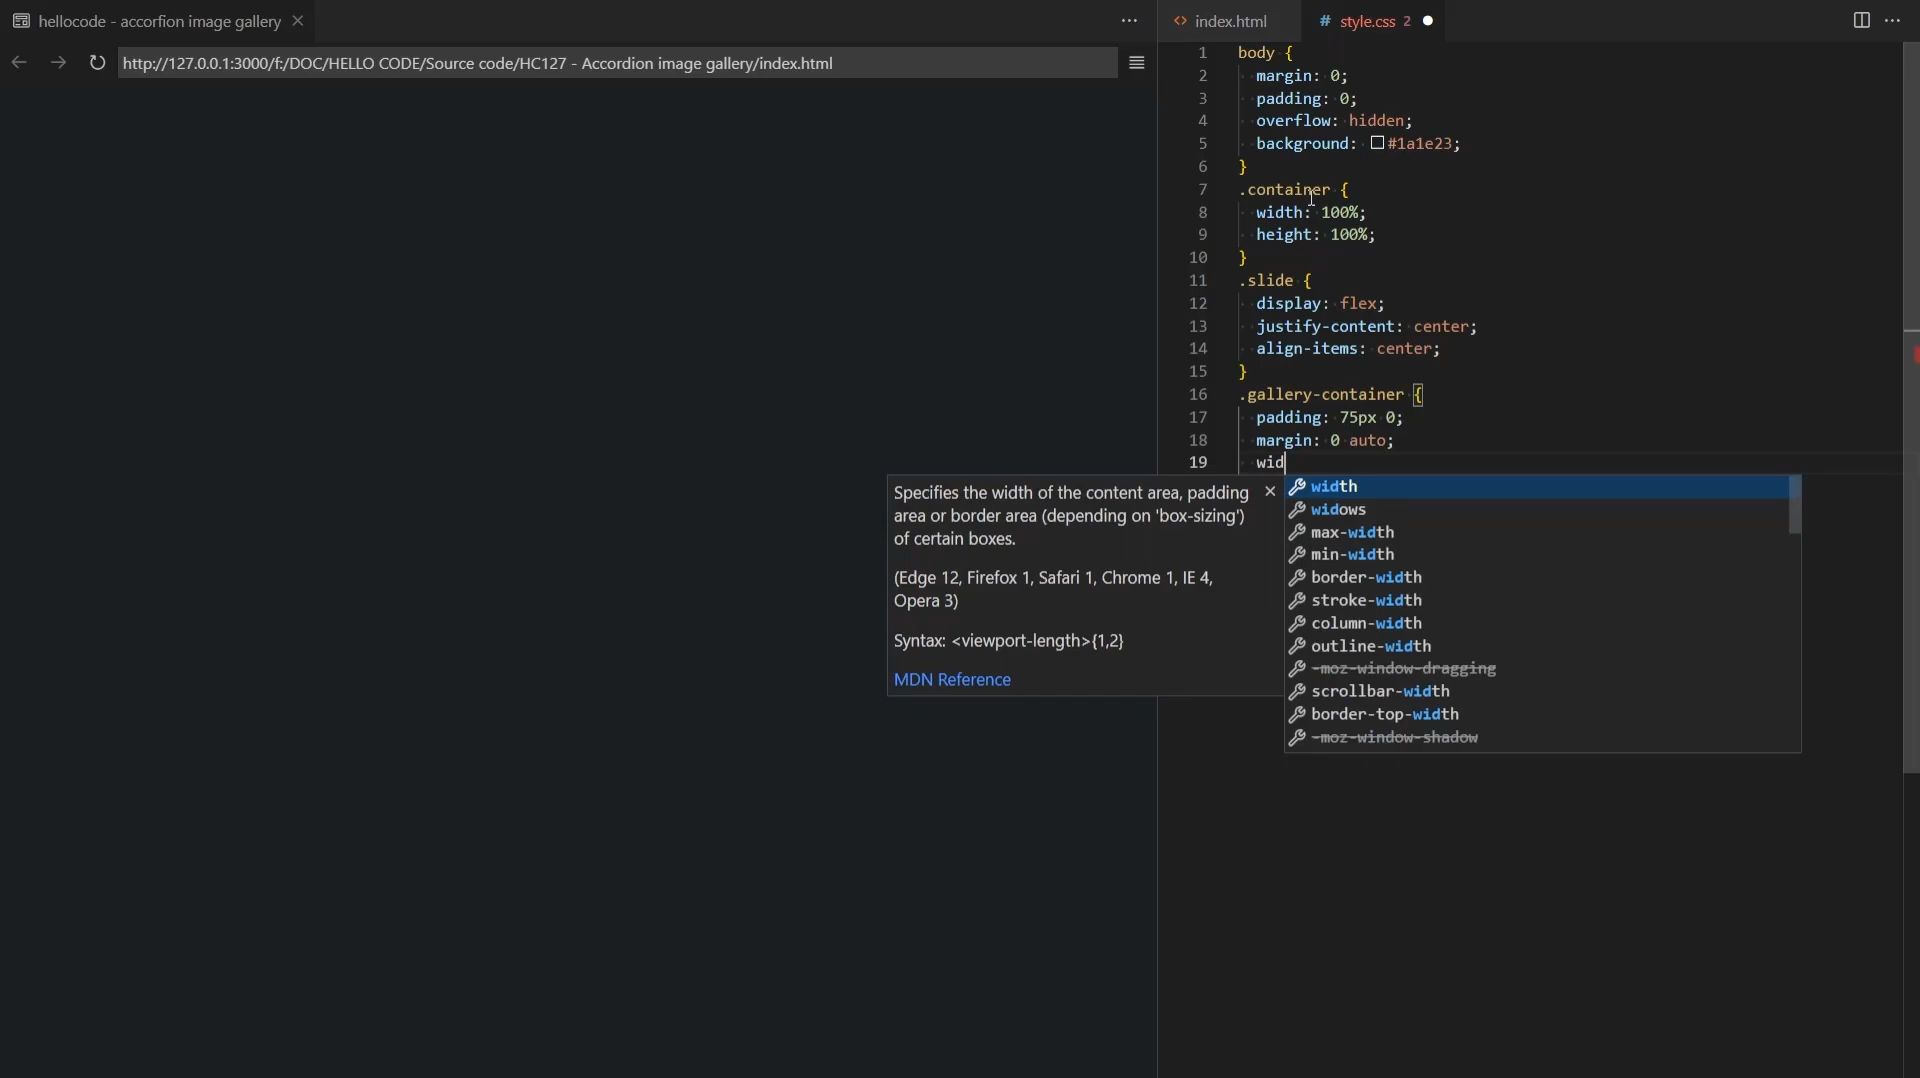 hellocode - accorfion image gallery
http://127.0.0.1:3000/f:/DOC/HELLO CODE/Source code/HC127 - Accordion image gallery/index.html
index.html
# style.css 2
1 body {
2 margin: 0;
3 padding: 0;
4 overflow: hidden;
5 background: #1a1e23;
6 }
7 .container {
8 width: 100%;
9 height: 100%;
10 }
11 .slide {
12 display: flex;
13 justify-content: center;
14 align-items: center;
15 }
16 .gallery-container {
17 padding: 75px 0;
18 margin: 0 auto;
19 wid
Specifies the width of the content area, padding
area or border area (depending on 'box-sizing')
of certain boxes.
(Edge 12, Firefox 1, Safari 1, Chrome 1, IE 4,
Opera 3)
Syntax: <viewport-length>{1,2}
MDN Reference
width
widows
max-width
min-width
border-width
stroke-width
column-width
outline-width
-moz-window-dragging
scrollbar-width
border-top-width
-moz-window-shadow